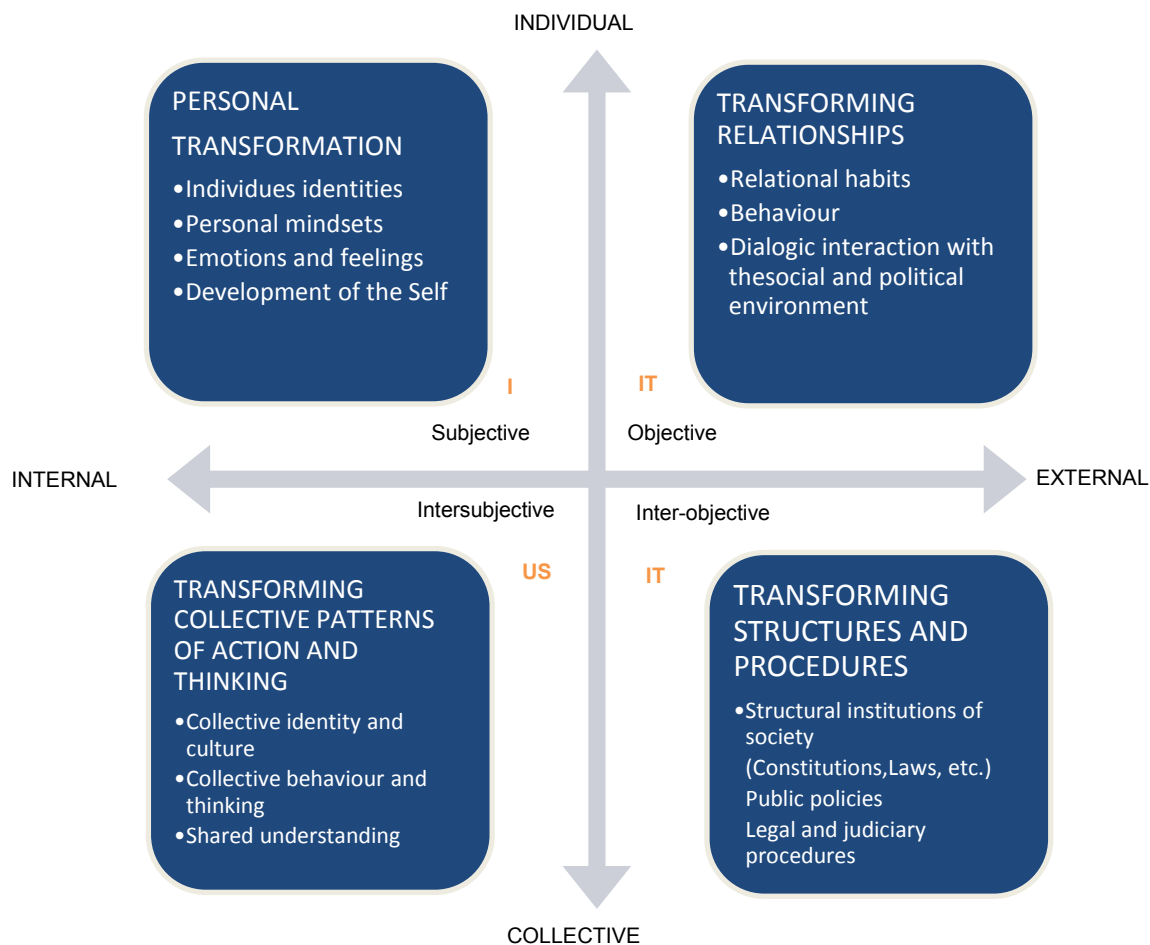 INDIVIDUAL
PERSONAL
TRANSFORMATION
•Individues identities
•Personal mindsets
•Emotions and feelings
•Development of the Self
TRANSFORMING
RELATIONSHIPS
•Relational habits
•Behaviour
•Dialogic interaction with
thesocial and political
environment
I
IT
Subjective
Objective
INTERNAL
EXTERNAL
Intersubjective
Inter-objective
US
IT
TRANSFORMING
COLLECTIVE PATTERNS
OF ACTION AND
THINKING
•Collective identity and
culture
•Collective behaviour and
thinking
•Shared understanding
TRANSFORMING
STRUCTURES AND
PROCEDURES
•Structural institutions of
society
(Constitutions,Laws, etc.)
Public policies
Legal and judiciary
procedures
COLLECTIVE